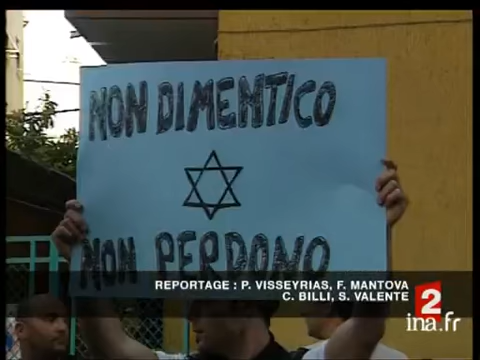 NON DIMENTICO
NON PERDONO
REPORTAGE : P. VISSEYRIAS, F. MANTOVA
C. BILLI, S. VALENTE
2
ina.fr